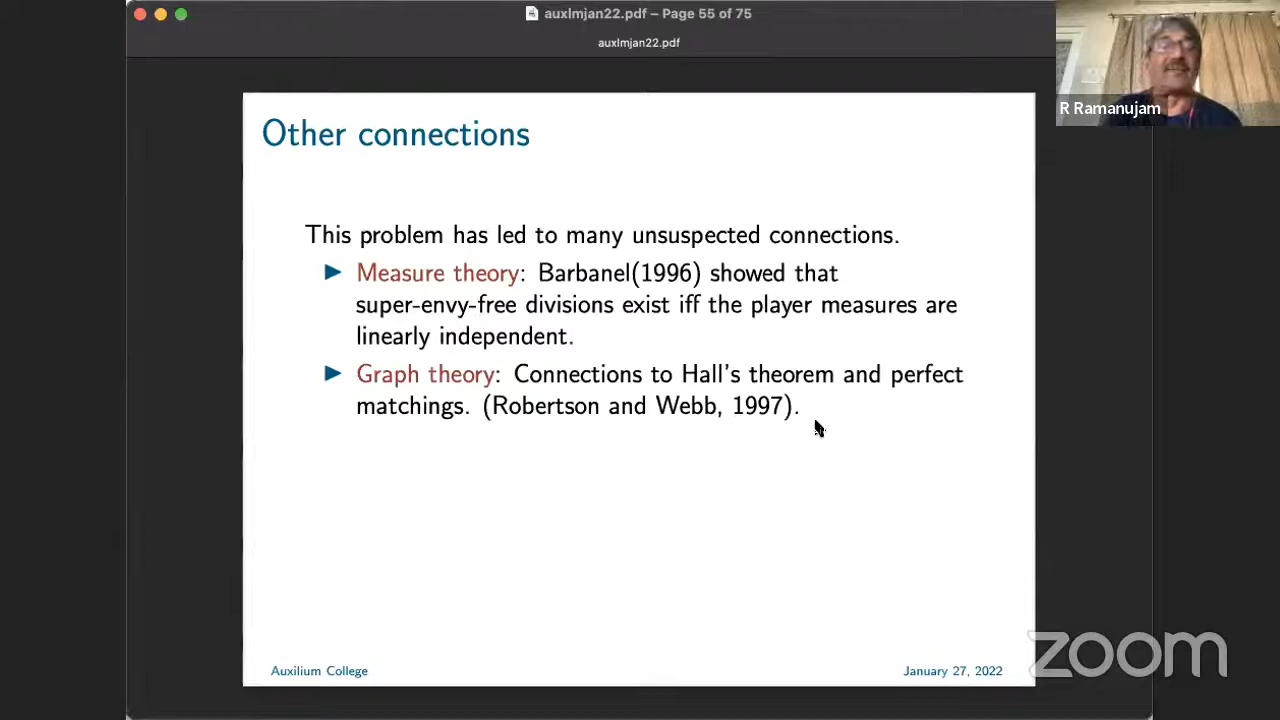 auxlmjan22.pdf – Page 55 of 75
auxlmjan22.pdf
R Ramanujam
Other connections
This problem has led to many unsuspected connections.
Measure theory: Barbanel(1996) showed that
super-envy-free divisions exist iff the player measures are
linearly independent.
Graph theory: Connections to Hall's theorem and perfect
matchings. (Robertson and Webb, 1997).
Auxilium College
January 27, 2022
zoom